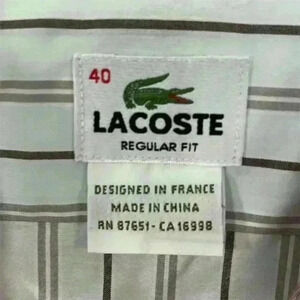 40
LACOSTE
REGULAR FIT
DESIGNED IN FRANCE
MADE IN CHINA
RN 87651 - CA 16998